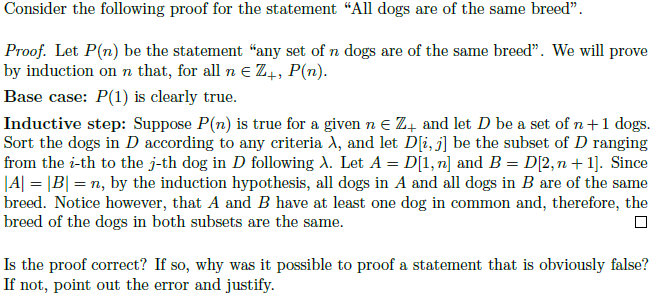 Consider the following proof for the statement “All dogs are of the same breed”.
Proof. Let P(n) be the statement “any set of n dogs are of the same breed”. We will prove
by induction on n that, for all n ∈ ℤ₊, P(n).
Base case: P(1) is clearly true.
Inductive step: Suppose P(n) is true for a given n ∈ ℤ₊ and let D be a set of n + 1 dogs.
Sort the dogs in D according to any criteria λ, and let D[i, j] be the subset of D ranging
from the i-th to the j-th dog in D following λ. Let A = D[1, n] and B = D[2, n + 1]. Since
|A| = |B| = n, by the induction hypothesis, all dogs in A and all dogs in B are of the same
breed. Notice however, that A and B have at least one dog in common and, therefore, the
breed of the dogs in both subsets are the same. □
Is the proof correct? If so, why was it possible to proof a statement that is obviously false?
If not, point out the error and justify.